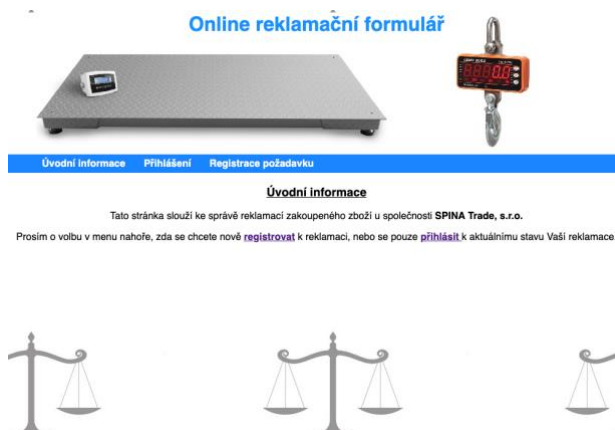 Online reklamační formulář
Úvodní informace Přihlášení Registrace požadavku
Úvodní informace
Tato stránka slouží ke správě reklamací zakoupeného zboží u společnosti SPINA Trade, s.r.o.
Prosím o volbu v menu nahoře, zda se chcete nově registrovat k reklamaci, nebo se pouze přihlásit k aktuálnímu stavu Vaší reklamace